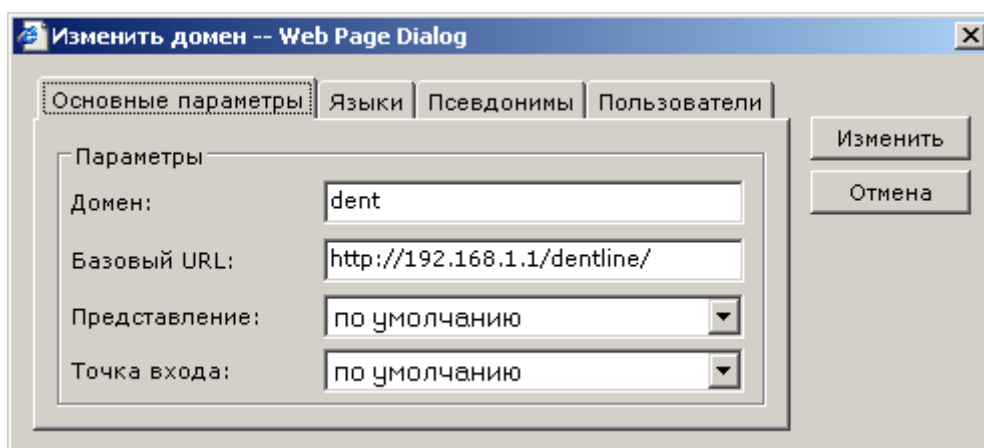 Изменить домен -- Web Page Dialog
Основные параметры Языки Псевдонимы Пользователи
Параметры
Домен: dent
Базовый URL: http://192.168.1.1/dentline/
Представление: по умолчанию
Точка входа: по умолчанию
Изменить
Отмена